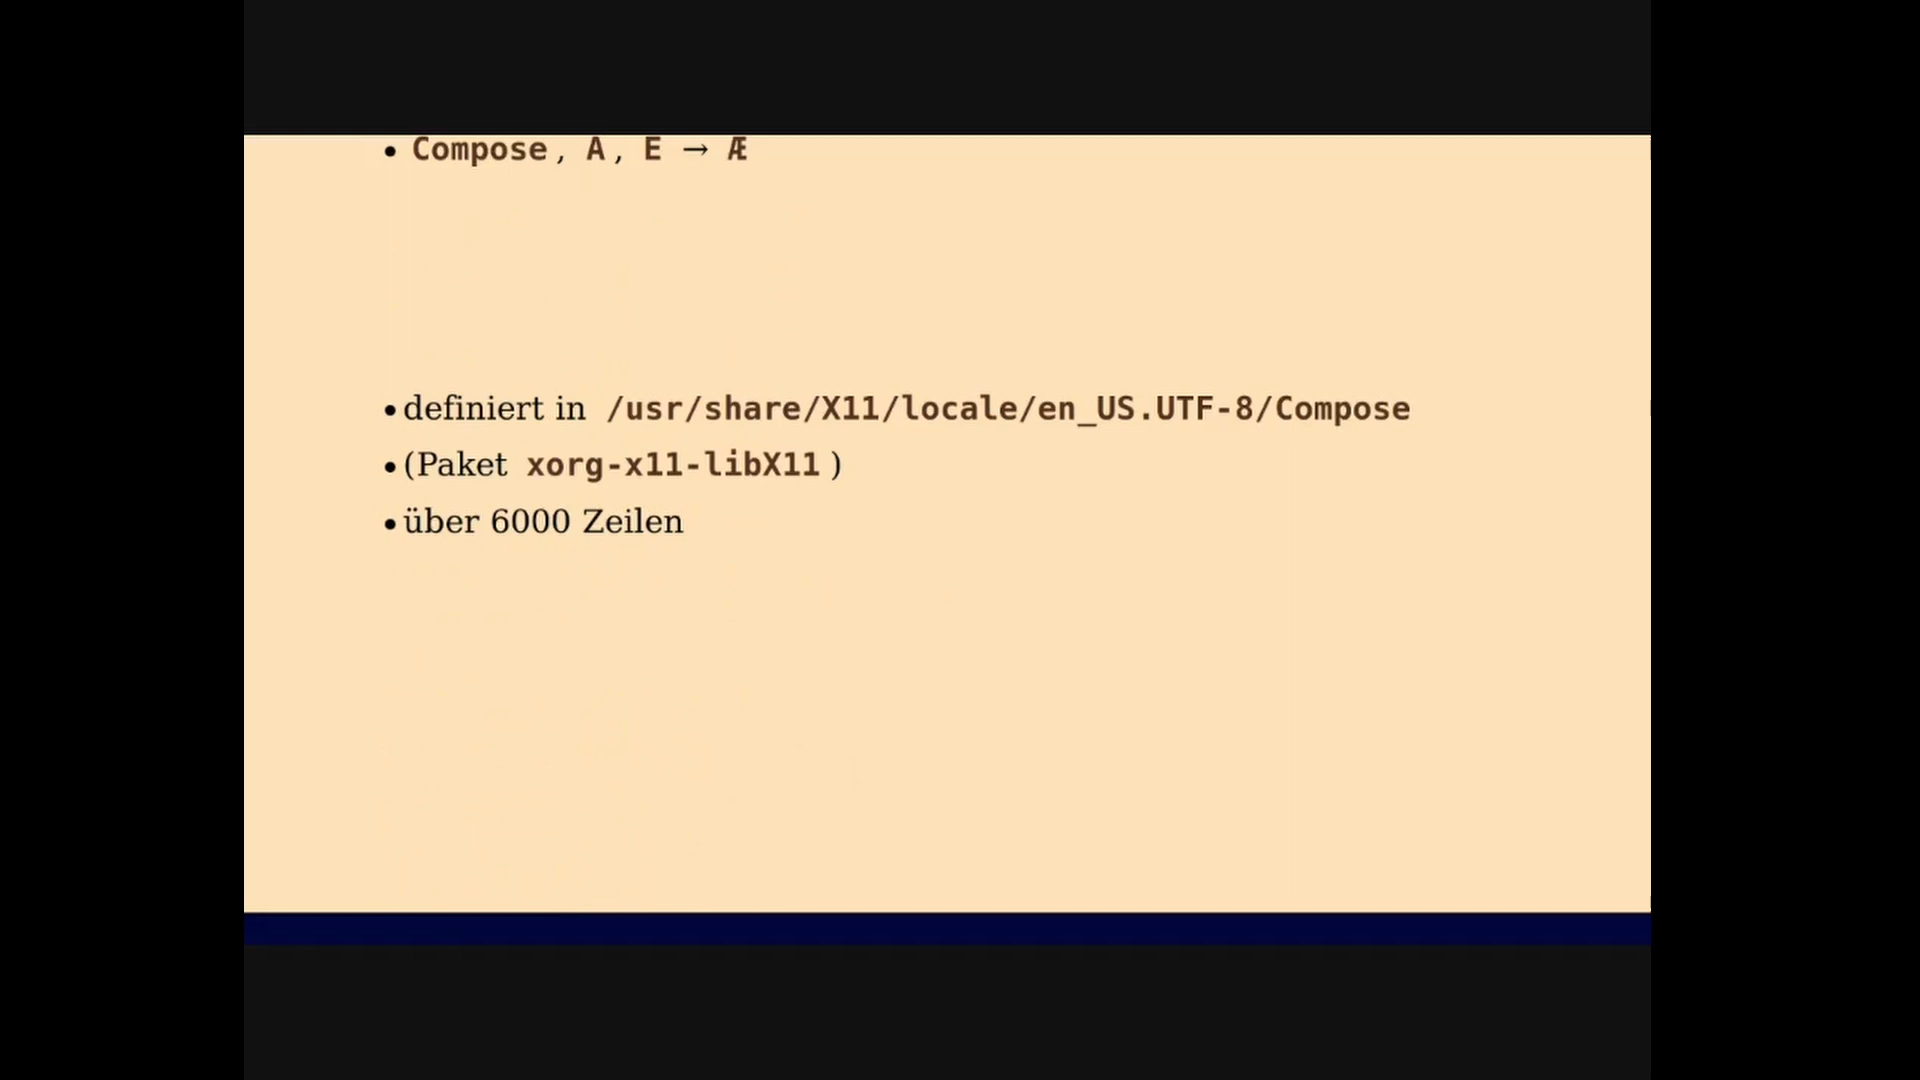 • Compose, A, E → Æ
• definiert in /usr/share/X11/locale/en_US.UTF-8/Compose
• (Paket xorg-x11-libX11 )
• über 6000 Zeilen